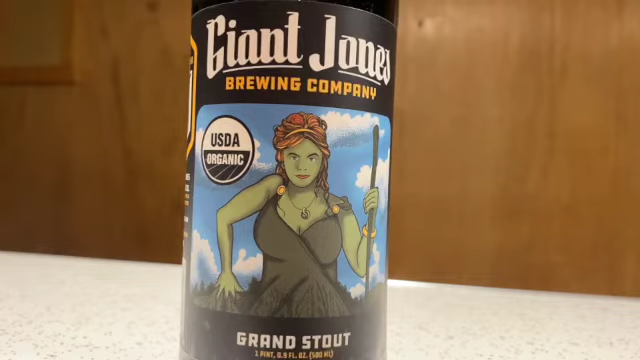 Giant Jones
BREWING COMPANY
USDA
ORGANIC
GRAND STOUT
1 PINT, 0.9 FL. OZ. (500 ML)